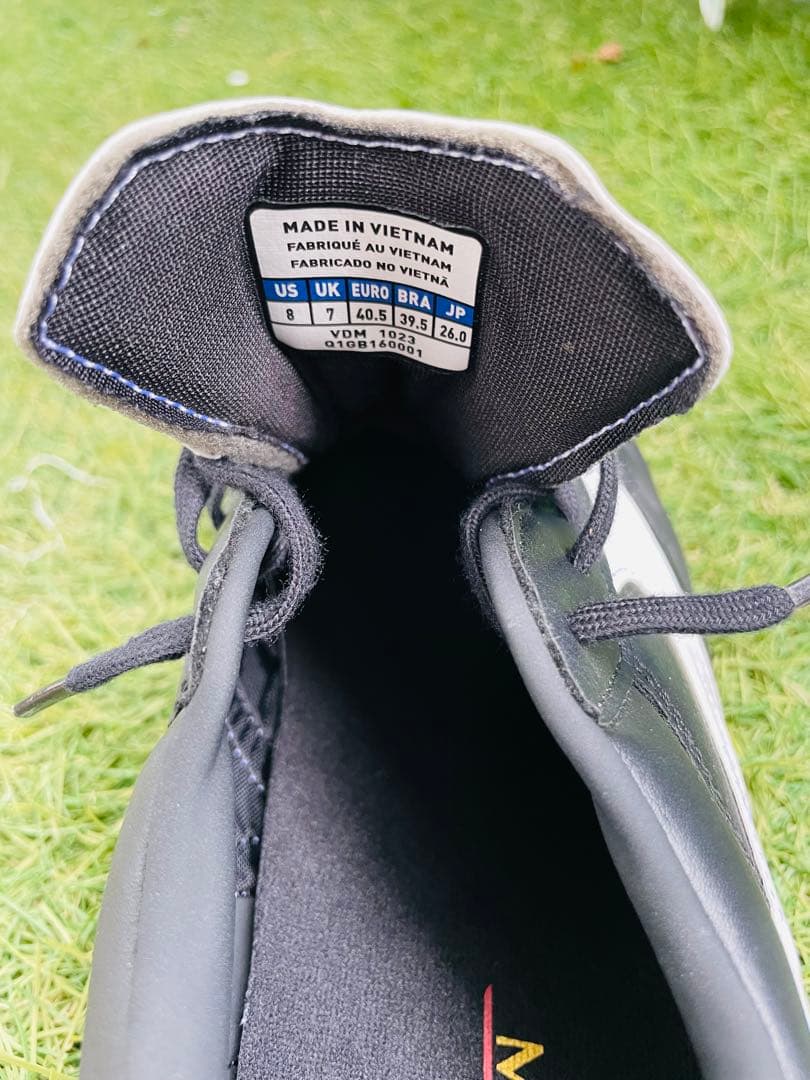 MADE IN VIETNAM
FABRIQUÉ AU VIETNAM
FABRICADO NO VIETNÃ
US UK EURO BRA JP
8 7 40.5 39.5 26.0
VDM 1023
Q1GB160001
M